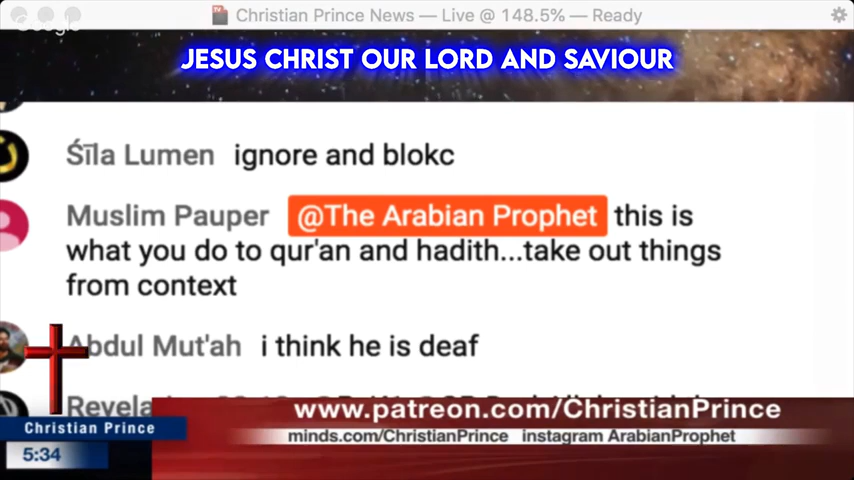 Christian Prince News — Live @ 148.5% — Ready
Google
JESUS CHRIST OUR LORD AND SAVIOUR
Śīla Lumen ignore and blokc
Muslim Pauper @The Arabian Prophet this is
what you do to qur'an and hadith...take out things
from context
Abdul Mut'ah i think he is deaf
www.patreon.com/ChristianPrince
Christian Prince
minds.com/ChristianPrince instagram ArabianProphet
5:34